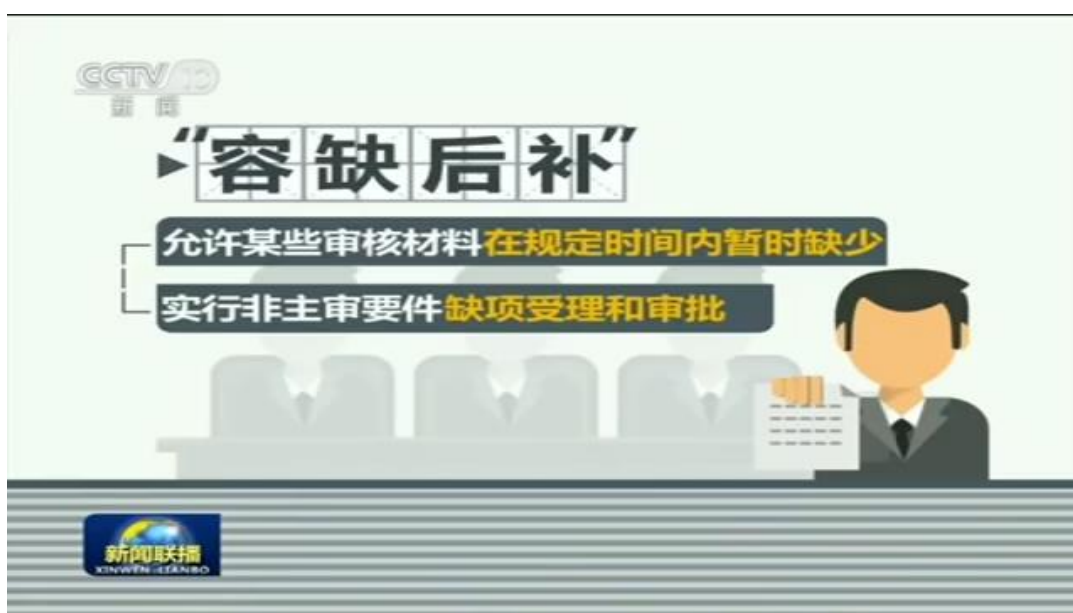 CCTV
新闻
“容缺后补”
允许某些审核材料在规定时间内暂时缺少
实行非主审要件缺项受理和审批
新闻联播
XINWEN LIANBO